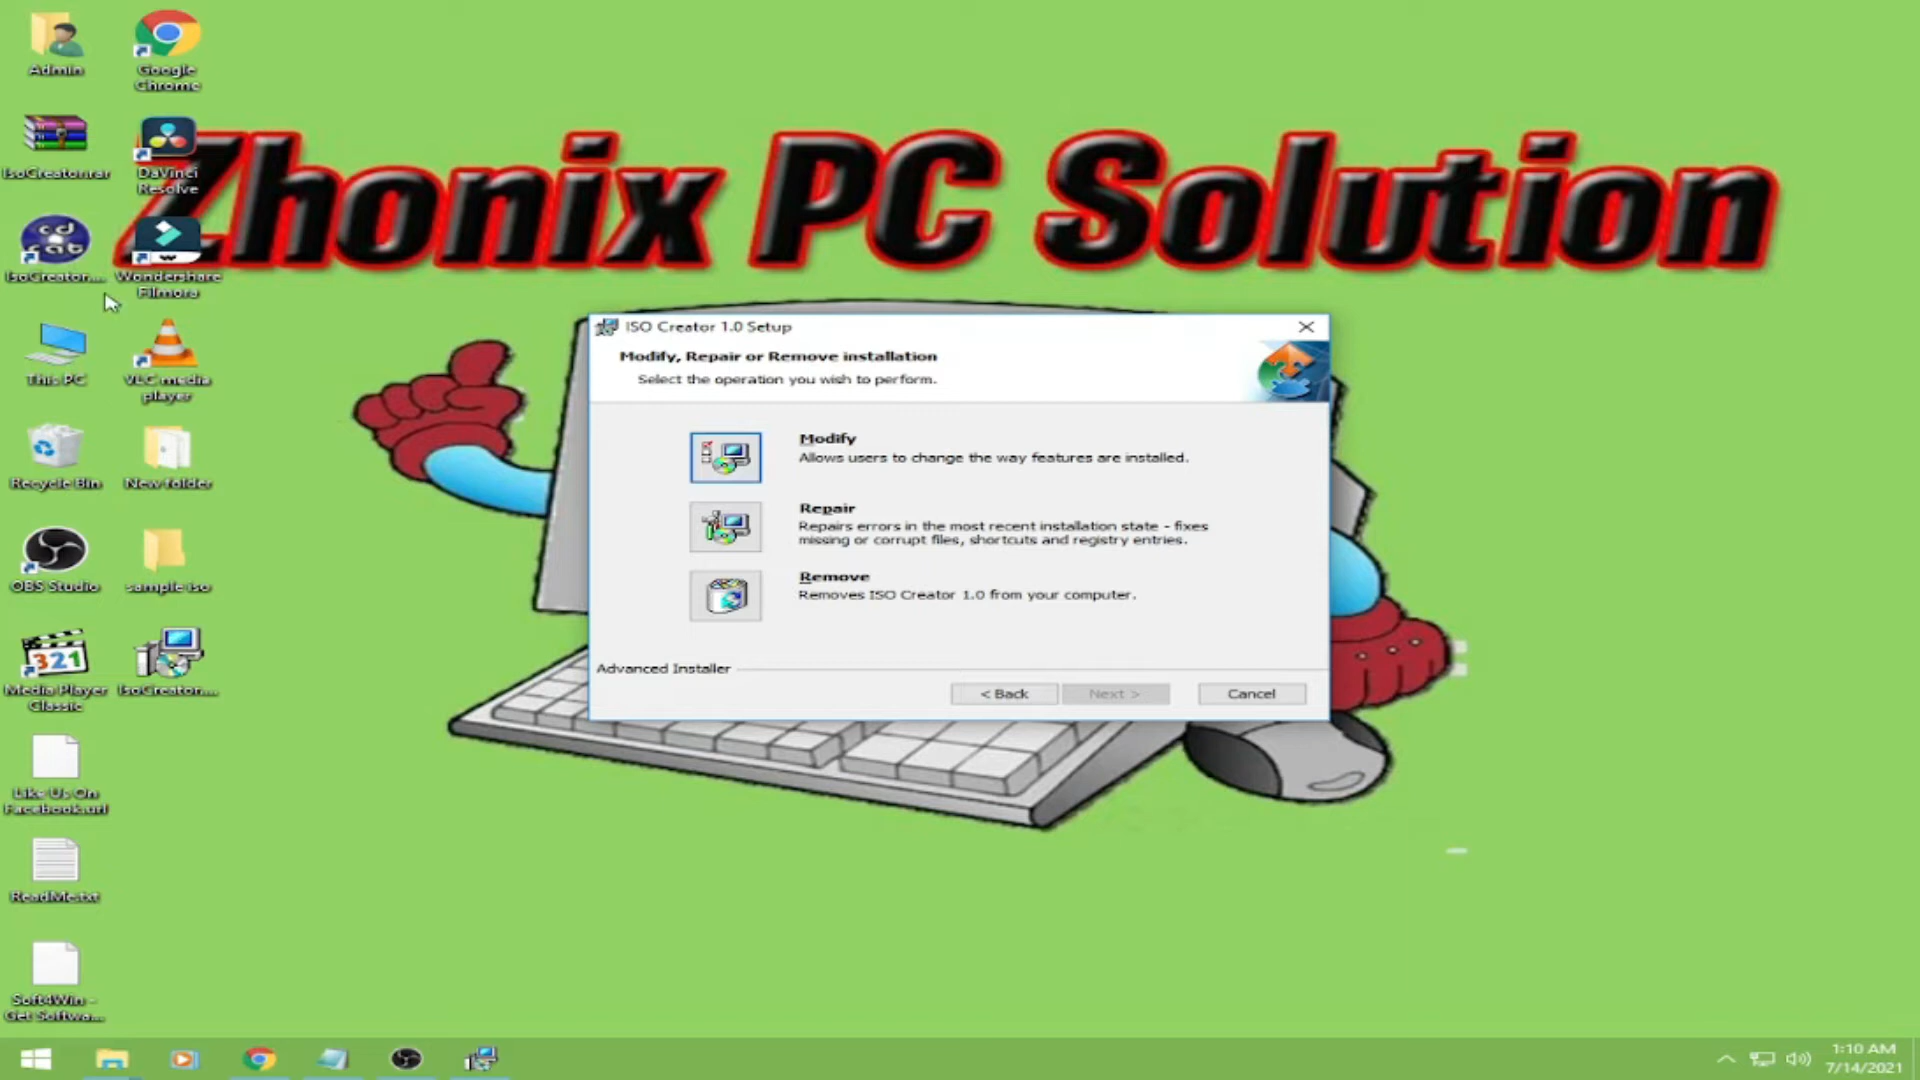 Admin
Google
Chrome
IsoCreator.rar
DaVinci
Resolve
Zhonix PC Solution
cd
rab
IsoCreator....
Wondershare
Filmora
This PC
VLC media
player
Recycle Bin
New folder
OBS Studio
sample iso
321
Media Player
Classic
IsoCreator....
Like Us On
Facebook.url
ReadMe.txt
Soft4Win -
Get Softwa...
ISO Creator 1.0 Setup
Modify, Repair or Remove installation
Select the operation you wish to perform.
Modify
Allows users to change the way features are installed.
Repair
Repairs errors in the most recent installation state - fixes
missing or corrupt files, shortcuts and registry entries.
Remove
Removes ISO Creator 1.0 from your computer.
Advanced Installer
< Back
Next >
Cancel
1:10 AM
7/14/2021